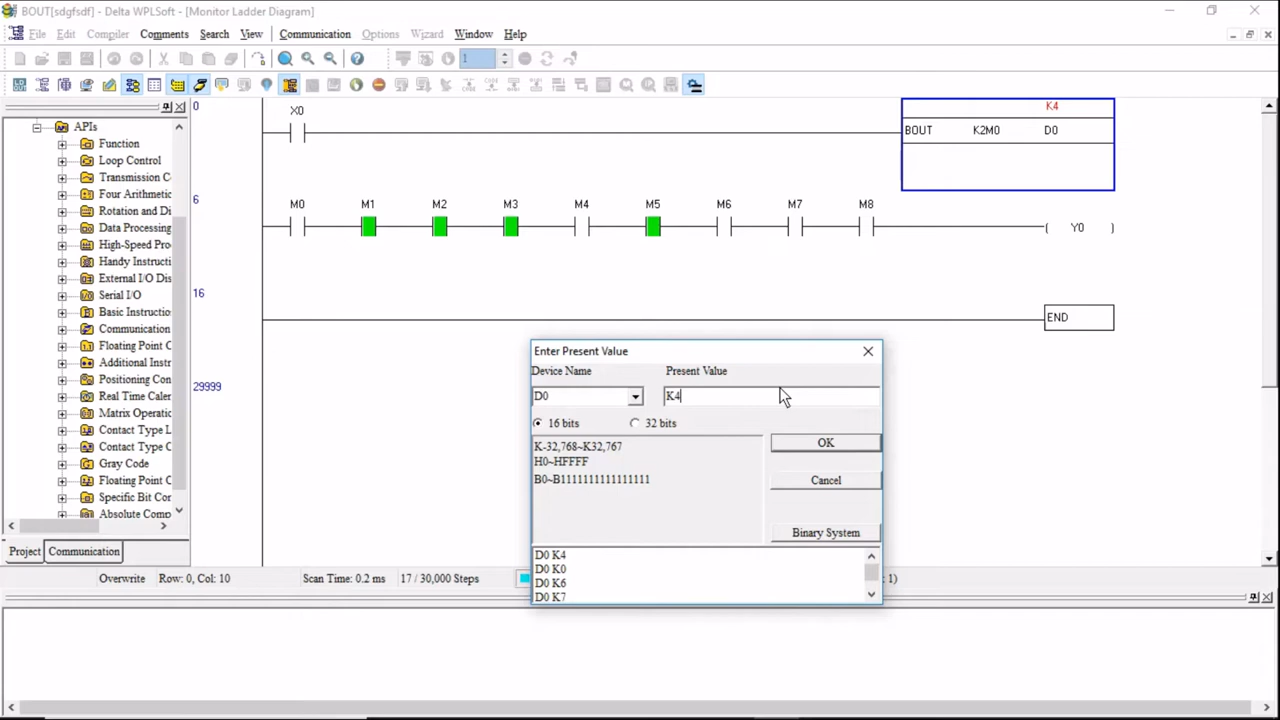 BOUT[sdgfsdf] - Delta WPLSoft - [Monitor Ladder Diagram]
File Edit Compiler Comments Search View Communication Options Wizard Window Help
1
APIs
Function
Loop Control
Transmission C
Four Arithmetic
Rotation and Di
Data Processing
High-Speed Pro
Handy Instructi
External I/O Dis
Serial I/O
Basic Instructio
Communication
Floating Point C
Additional Instr
Positioning Con
Real Time Caler
Matrix Operatic
Contact Type L
Contact Type C
Gray Code
Floating Point C
Specific Bit Cor
Absolute Comp
Project Communication
0
X0
K4
BOUT K2M0 D0
6
M0 M1 M2 M3 M4 M5 M6 M7 M8
Y0
16
END
29999
Enter Present Value
Device Name Present Value
D0 K4
16 bits 32 bits
K-32,768~K32,767
H0~HFFFF
B0~B1111111111111111
OK
Cancel
Binary System
D0 K4
D0 K0
D0 K6
D0 K7
Overwrite Row: 0, Col: 10 Scan Time: 0.2 ms 17 / 30,000 Steps 1)